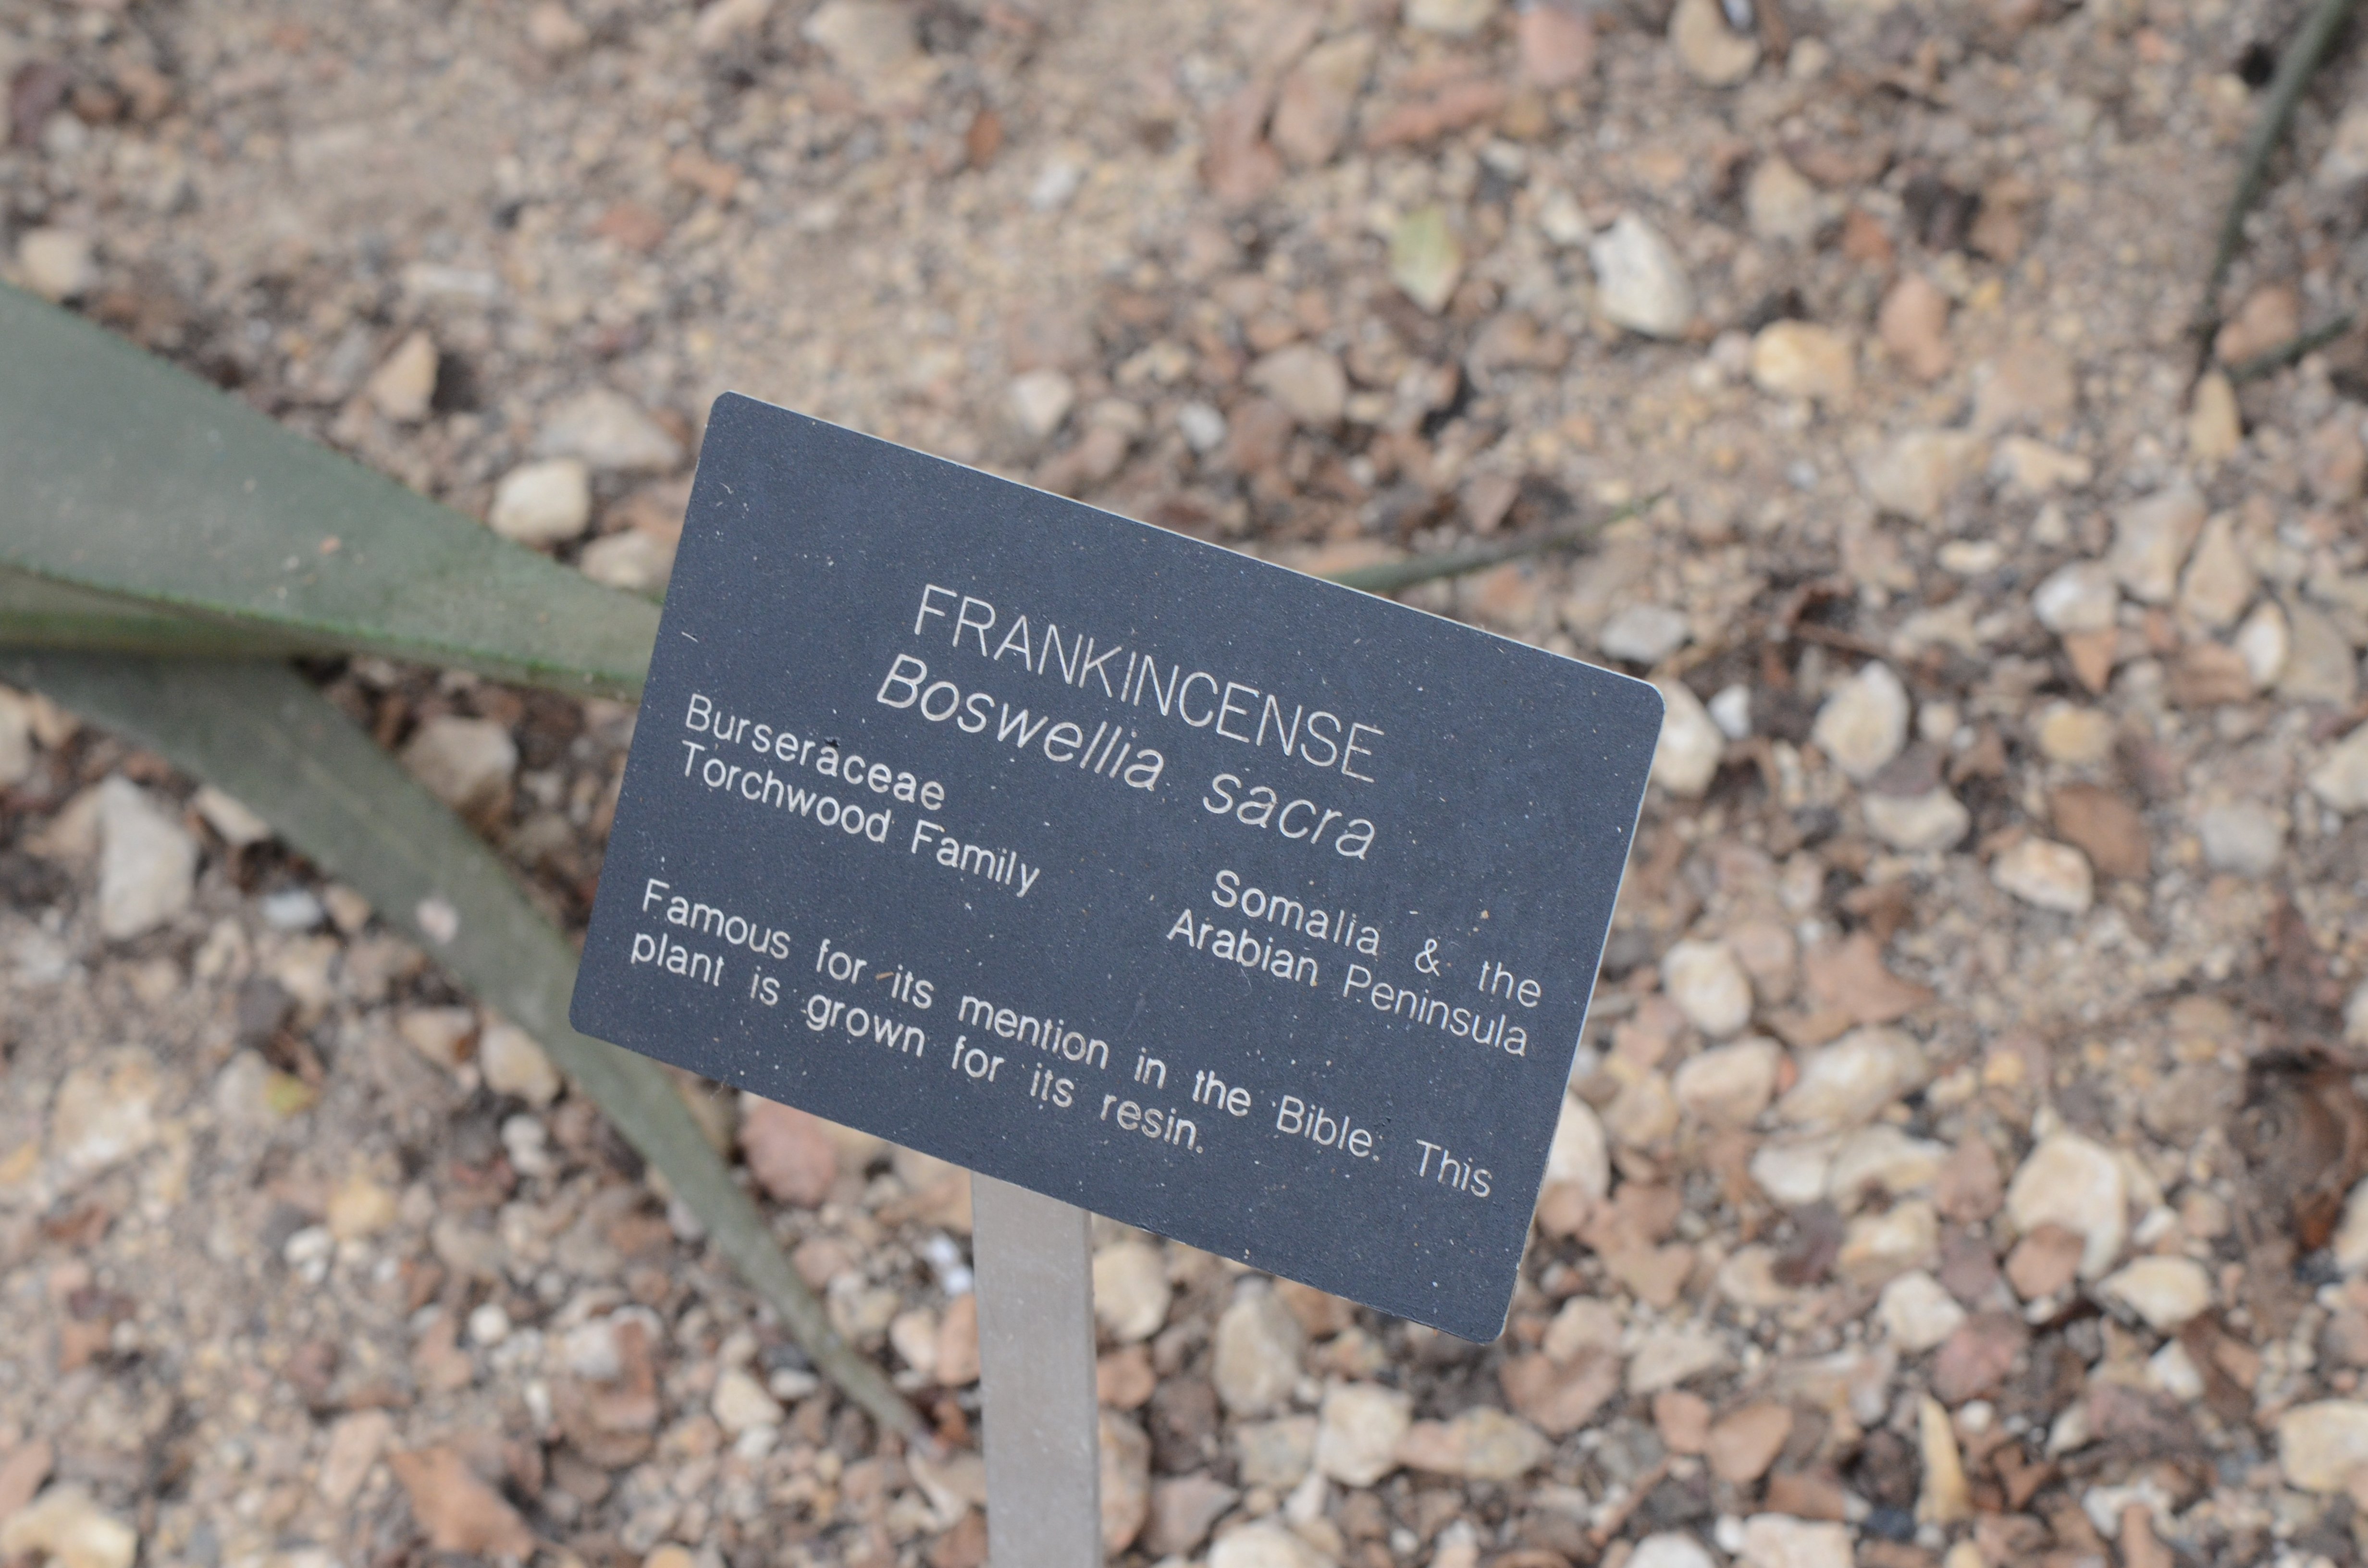 FRANKINCENSE
Boswellia sacra
Burseraceae
Torchwood Family
Somalia & the
Arabian Peninsula
Famous for its mention in the Bible. This
plant is grown for its resin.